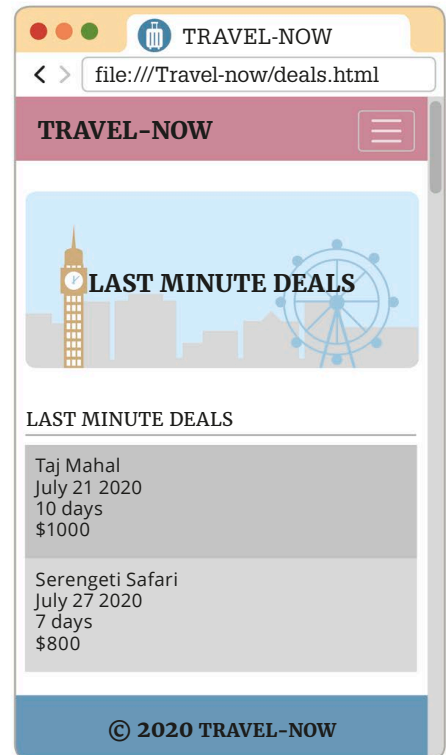 TRAVEL-NOW
file:///Travel-now/deals.html
TRAVEL-NOW
LAST MINUTE DEALS
LAST MINUTE DEALS
Taj Mahal
July 21 2020
10 days
$1000
Serengeti Safari
July 27 2020
7 days
$800
© 2020 TRAVEL-NOW